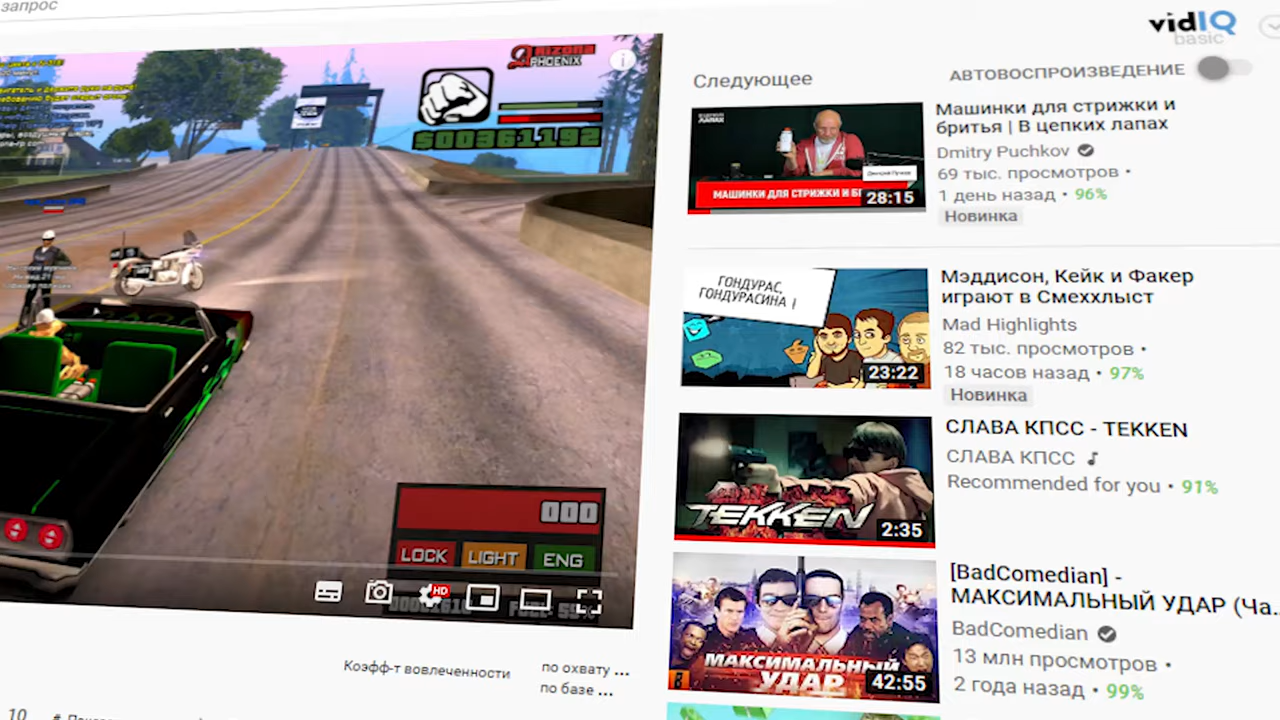 запрос
vidIQ
basic
Следующее
АВТОВОСПРОИЗВЕДЕНИЕ
Arizona
PHOENIX
$00361192
LOCK
LIGHT
ENG
000
HD
Коэфф-т вовлеченности
по охвату ...
по базе ...
10
МАШИНКИ ДЛЯ СТРИЖКИ И
28:15
Машинки для стрижки и
бритья | В цепких лапах
Dmitry Puchkov
69 тыс. просмотров •
1 день назад • 96%
Новинка
ГОНДУРАС,
ГОНДУРАСИНА |
23:22
Мэддисон, Кейк и Факер
играют в Смеххлыст
Mad Highlights
82 тыс. просмотров •
18 часов назад • 97%
Новинка
TEKKEN
2:35
СЛАВА КПСС - TEKKEN
СЛАВА КПСС
Recommended for you • 91%
МАКСИМАЛЬНЫЙ
УДАР
42:55
[BadComedian] -
МАКСИМАЛЬНЫЙ УДАР (Ча...
BadComedian
13 млн просмотров •
2 года назад • 99%